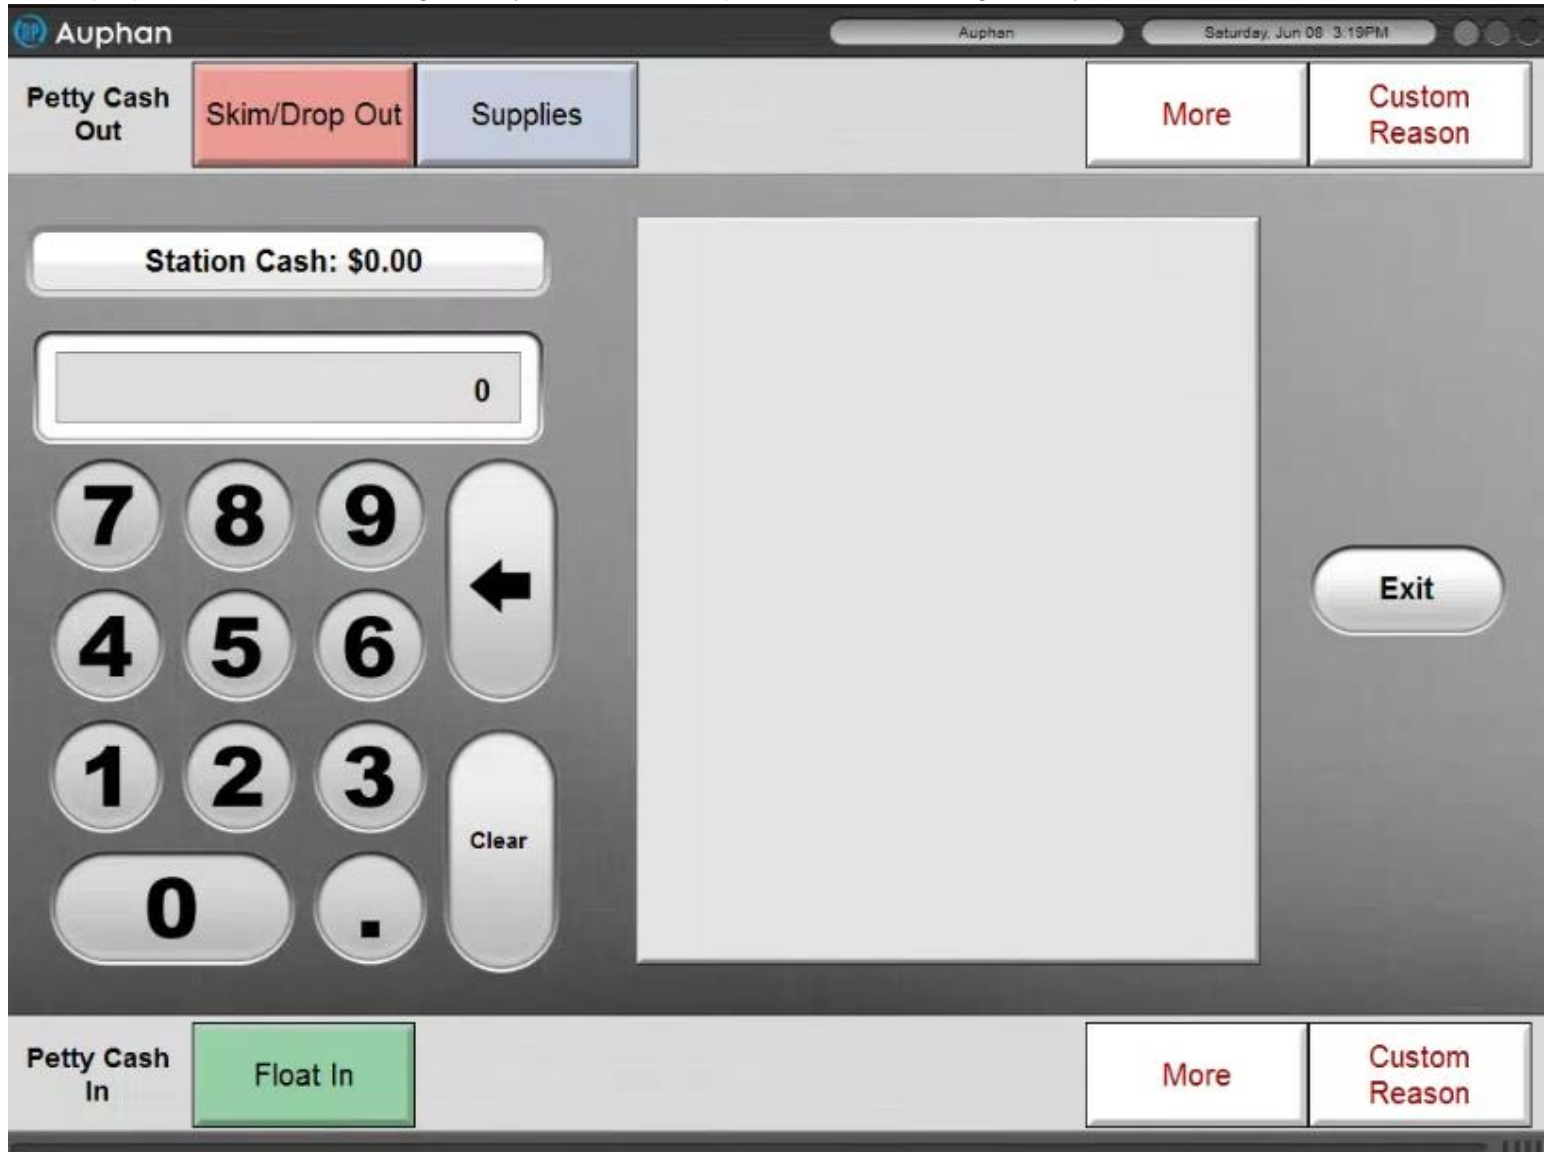 Auphan
Auphan
Saturday, Jun 08 3:19PM
Petty Cash
Out
Skim/Drop Out
Supplies
More
Custom
Reason
Station Cash: $0.00
0
7 8 9
4 5 6
Exit
1 2 3
Clear
0 .
Petty Cash
In
Float In
More
Custom
Reason